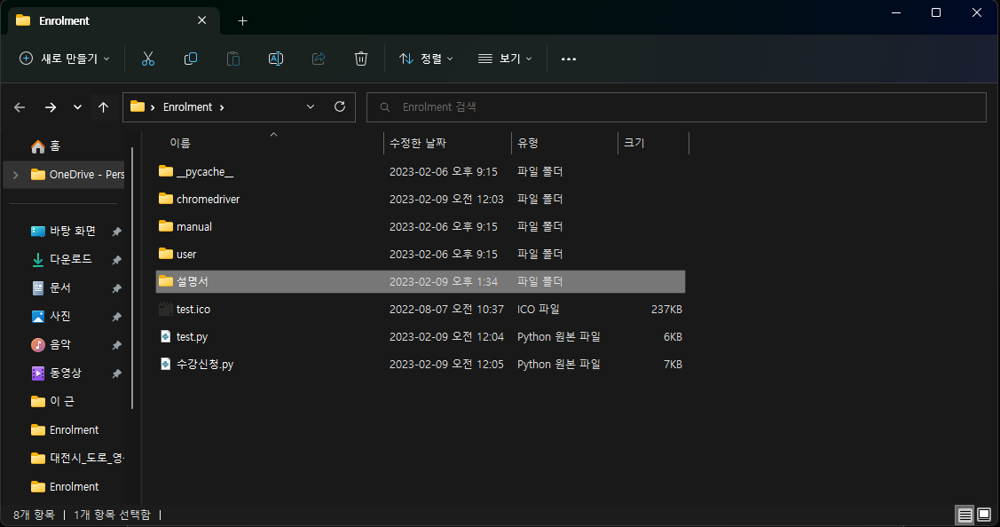 Enrolment
새로 만들기
정렬
보기
Enrolment
Enrolment 검색
홈
OneDrive - Pers
바탕 화면
다운로드
문서
사진
음악
동영상
이 근
Enrolment
대전시_도로_영
Enrolment
이름 수정한 날짜 유형 크기
__pycache__ 2023-02-06 오후 9:15 파일 폴더
chromedriver 2023-02-09 오전 12:03 파일 폴더
manual 2023-02-06 오후 9:15 파일 폴더
user 2023-02-06 오후 9:15 파일 폴더
설명서 2023-02-09 오후 1:34 파일 폴더
test.ico 2022-08-07 오전 10:37 ICO 파일 237KB
test.py 2023-02-09 오전 12:04 Python 원본 파일 6KB
수강신청.py 2023-02-09 오전 12:05 Python 원본 파일 7KB
8개 항목 | 1개 항목 선택함 |